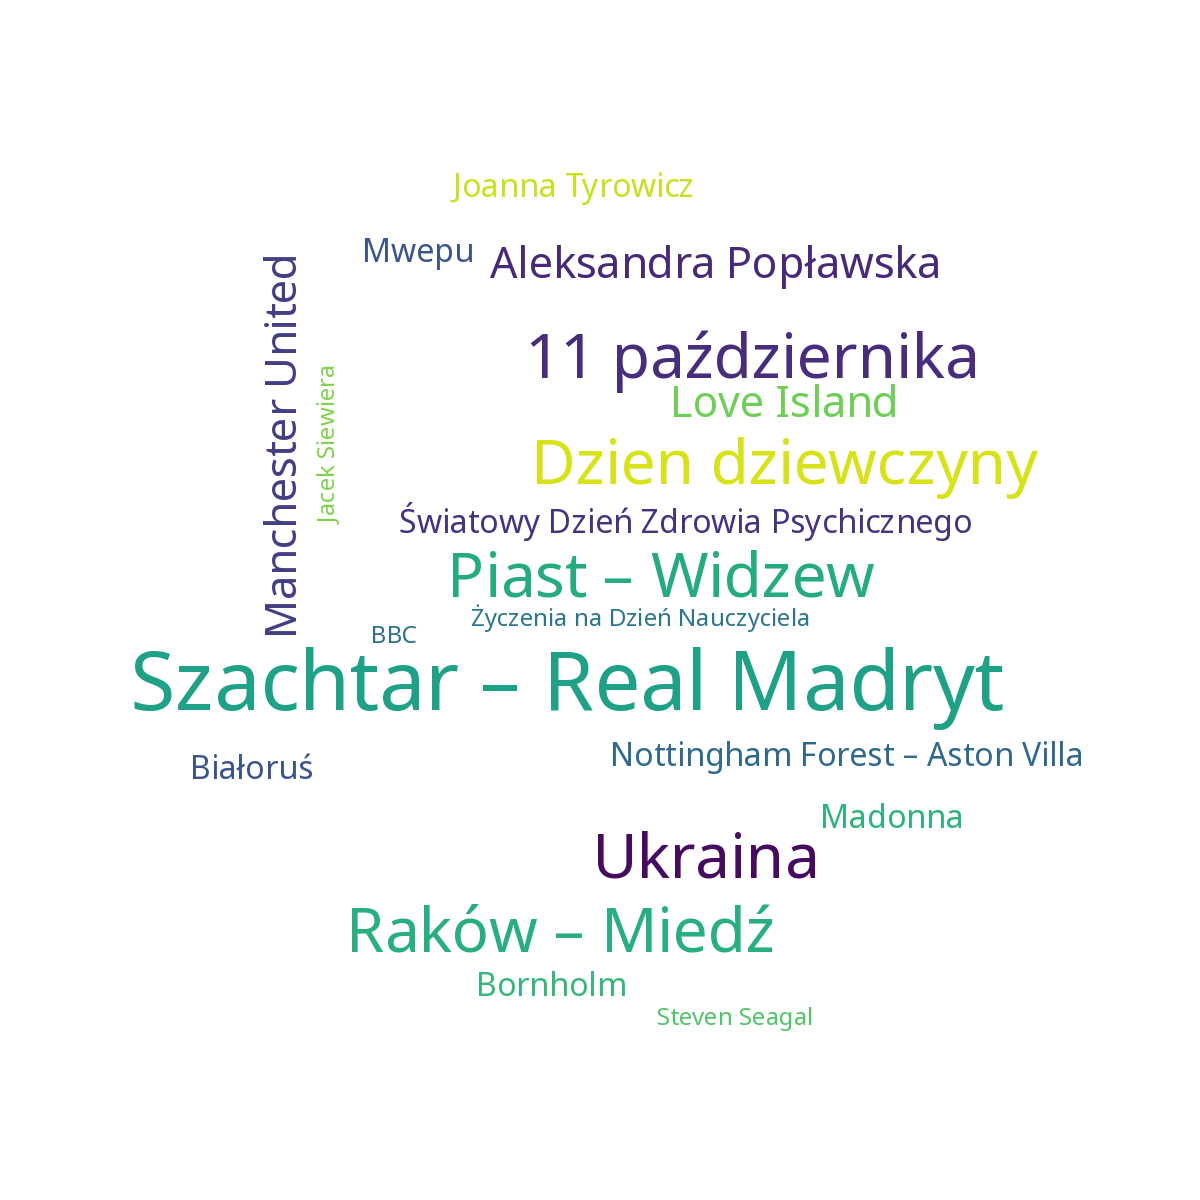 Joanna Tyrowicz
Mwepu
Aleksandra Popławska
Manchester United
11 października
Jacek Siewiera
Love Island
Dzien dziewczyny
Światowy Dzień Zdrowia Psychicznego
Piast – Widzew
Życzenia na Dzień Nauczyciela
BBC
Szachtar – Real Madryt
Nottingham Forest – Aston Villa
Białoruś
Madonna
Ukraina
Raków – Miedź
Bornholm
Steven Seagal